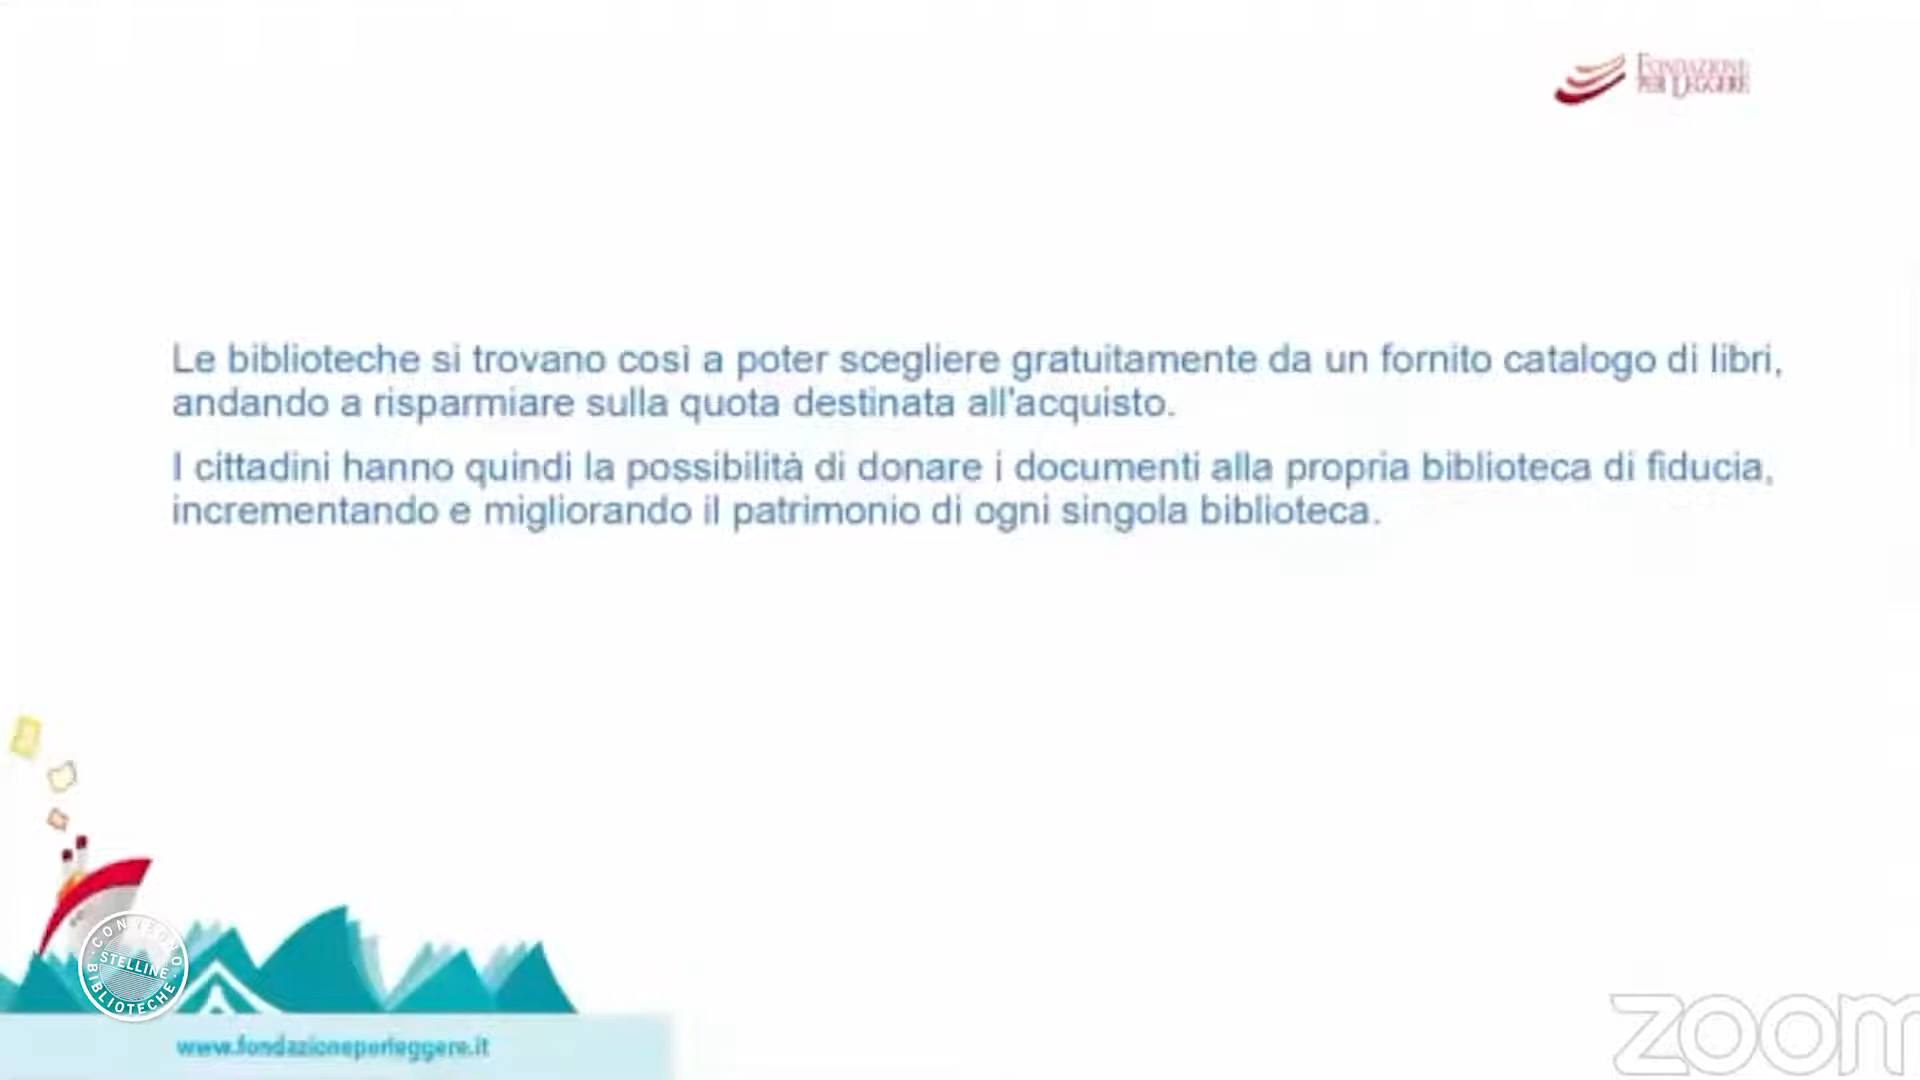 FONDAZIONE
PER LEGGERE
Le biblioteche si trovano così a poter scegliere gratuitamente da un fornito catalogo di libri,
andando a risparmiare sulla quota destinata all'acquisto.
I cittadini hanno quindi la possibilità di donare i documenti alla propria biblioteca di fiducia,
incrementando e migliorando il patrimonio di ogni singola biblioteca.
STELLINE
BIBLIOTECHE
www.fondazioneperleggere.it
zoom